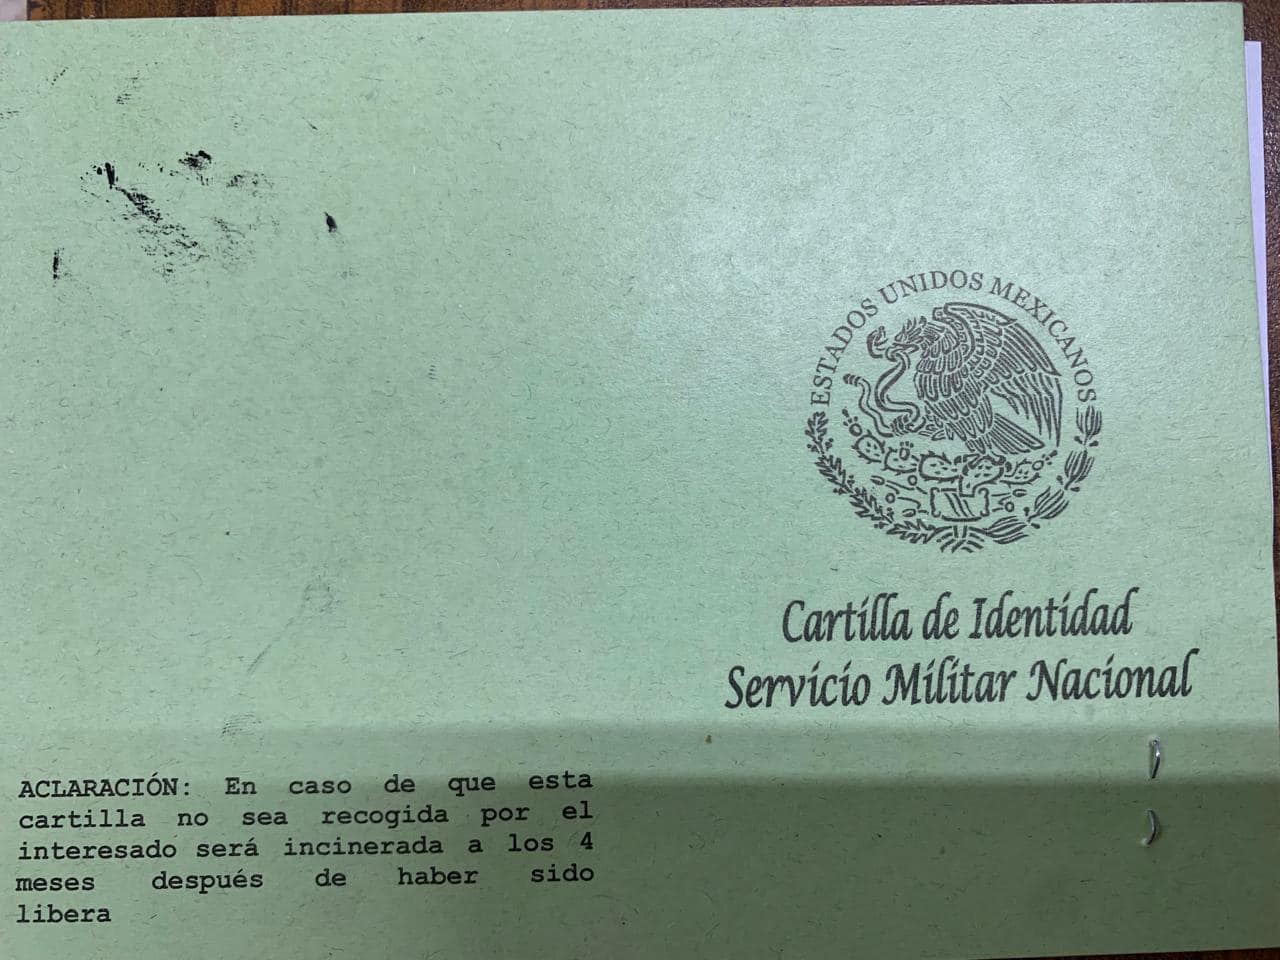 ESTADOS UNIDOS MEXICANOS
Cartilla de Identidad
Servicio Militar Nacional
ACLARACIÓN: En caso de que esta
cartilla no sea recogida por el
interesado será incinerada a los 4
meses después de haber sido
libera